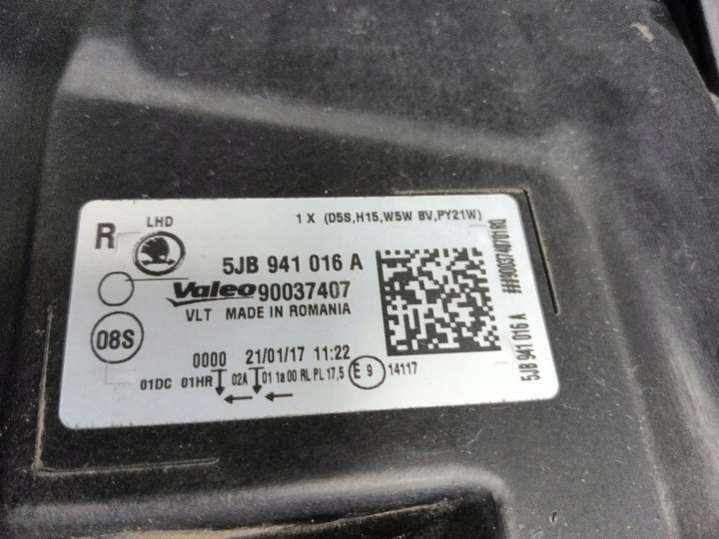 R LHD 1 X (D5S,H15,W5W BV,PY21W)
5JB 941 016 A
Valeo 90037407
VLT MADE IN ROMANIA
08S
0000 21/01/17 11:22
01DC 01HR 02A 01 1a 00 RL PL 17,5 E 9 14117
5JB 941 016 A ###9003740701RQ